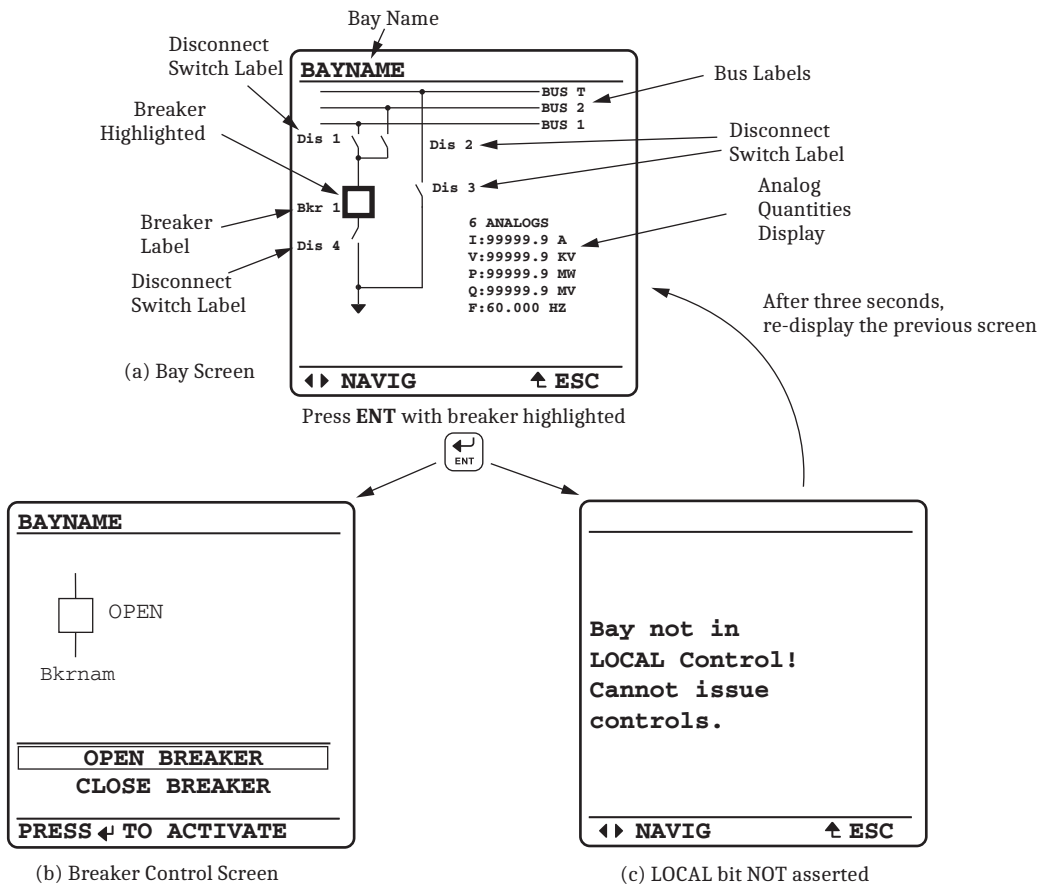 Bay Name
Disconnect
Switch Label
BAYNAME
Bus Labels
BUS T
BUS 2
BUS 1
Breaker
Highlighted
Dis 1
Dis 2
Disconnect
Switch Label
Dis 3
Bkr 1
Breaker
Label
Dis 4
Disconnect
Switch Label
Analog
Quantities
Display
6 ANALOGS
I:99999.9 A
V:99999.9 KV
P:99999.9 MW
Q:99999.9 MV
F:60.000 HZ
After three seconds,
re-display the previous screen
(a) Bay Screen
NAVIG ESC
Press ENT with breaker highlighted
ENT
BAYNAME
OPEN
Bkrnam
OPEN BREAKER
CLOSE BREAKER
PRESS TO ACTIVATE
(b) Breaker Control Screen
Bay not in
LOCAL Control!
Cannot issue
controls.
NAVIG ESC
(c) LOCAL bit NOT asserted